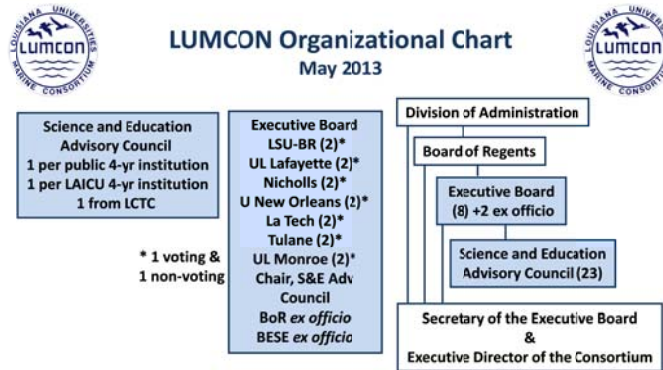 LOUISIANA UNIVERSITIES
LUMCON
MARINE CONSORTIUM
LUMCON Organizational Chart
May 2013
LOUISIANA UNIVERSITIES
LUMCON
MARINE CONSORTIUM
Science and Education
Advisory Council
1 per public 4-yr institution
1 per LAICU 4-yr institution
1 from LCTC
* 1 voting &
1 non-voting
Executive Board
LSU-BR (2)*
UL Lafayette (2)*
Nicholls (2)*
U New Orleans (2)*
La Tech (2)*
Tulane (2)*
UL Monroe (2)*
Chair, S&E Adv
Council
BoR ex officio
BESE ex officio
Division of Administration
Board of Regents
Executive Board
(8) +2 ex officio
Science and Education
Advisory Council (23)
Secretary of the Executive Board
&
Executive Director of the Consortium